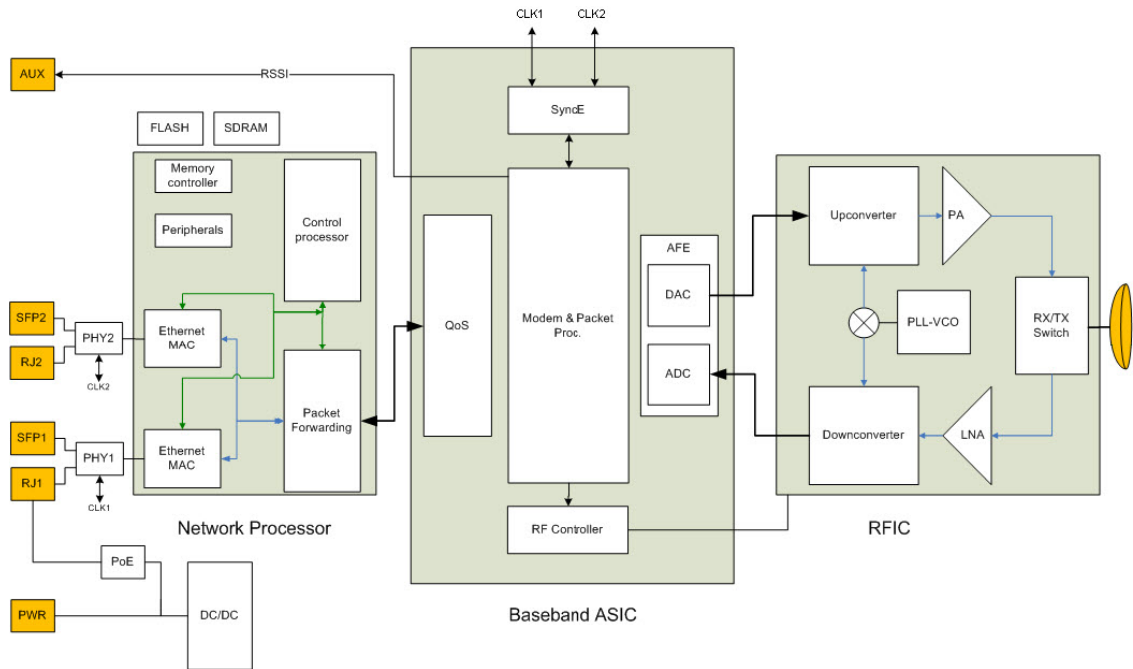 CLK1
CLK2
AUX
RSSI
SyncE
FLASH
SDRAM
Memory
controller
Control
processor
Peripherals
Upconverter
PA
AFE
DAC
QoS
Modem & Packet
Proc.
SFP2
PHY2
RJ2
CLK2
Ethernet
MAC
PLL-VCO
RX/TX
Switch
ADC
Packet
Forwarding
SFP1
PHY1
RJ1
CLK1
Ethernet
MAC
Downconverter
LNA
Network Processor
RF Controller
RFIC
PoE
PWR
DC/DC
Baseband ASIC